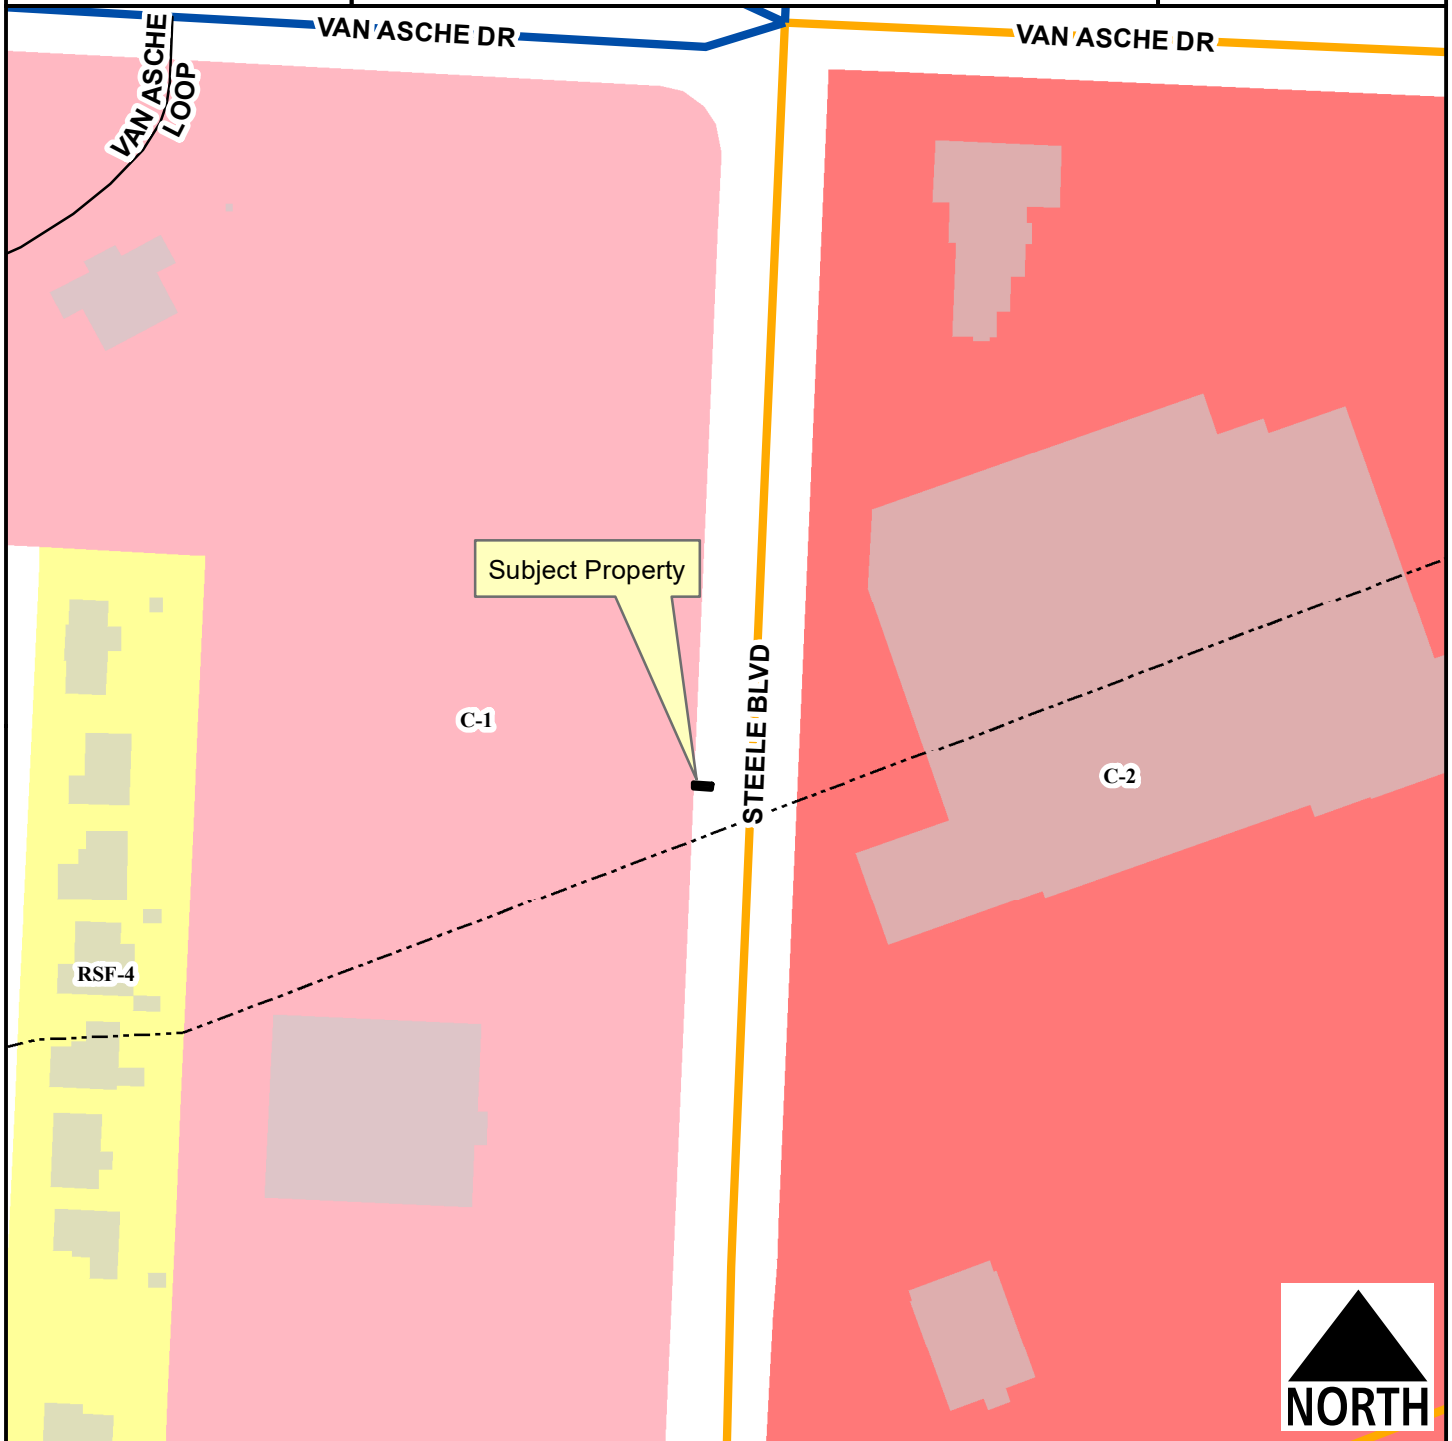 VAN ASCHE DR
VAN ASCHE DR
VAN ASCHE
LOOP
Subject Property
STEELE BLVD
C-1
C-2
RSF-4
NORTH